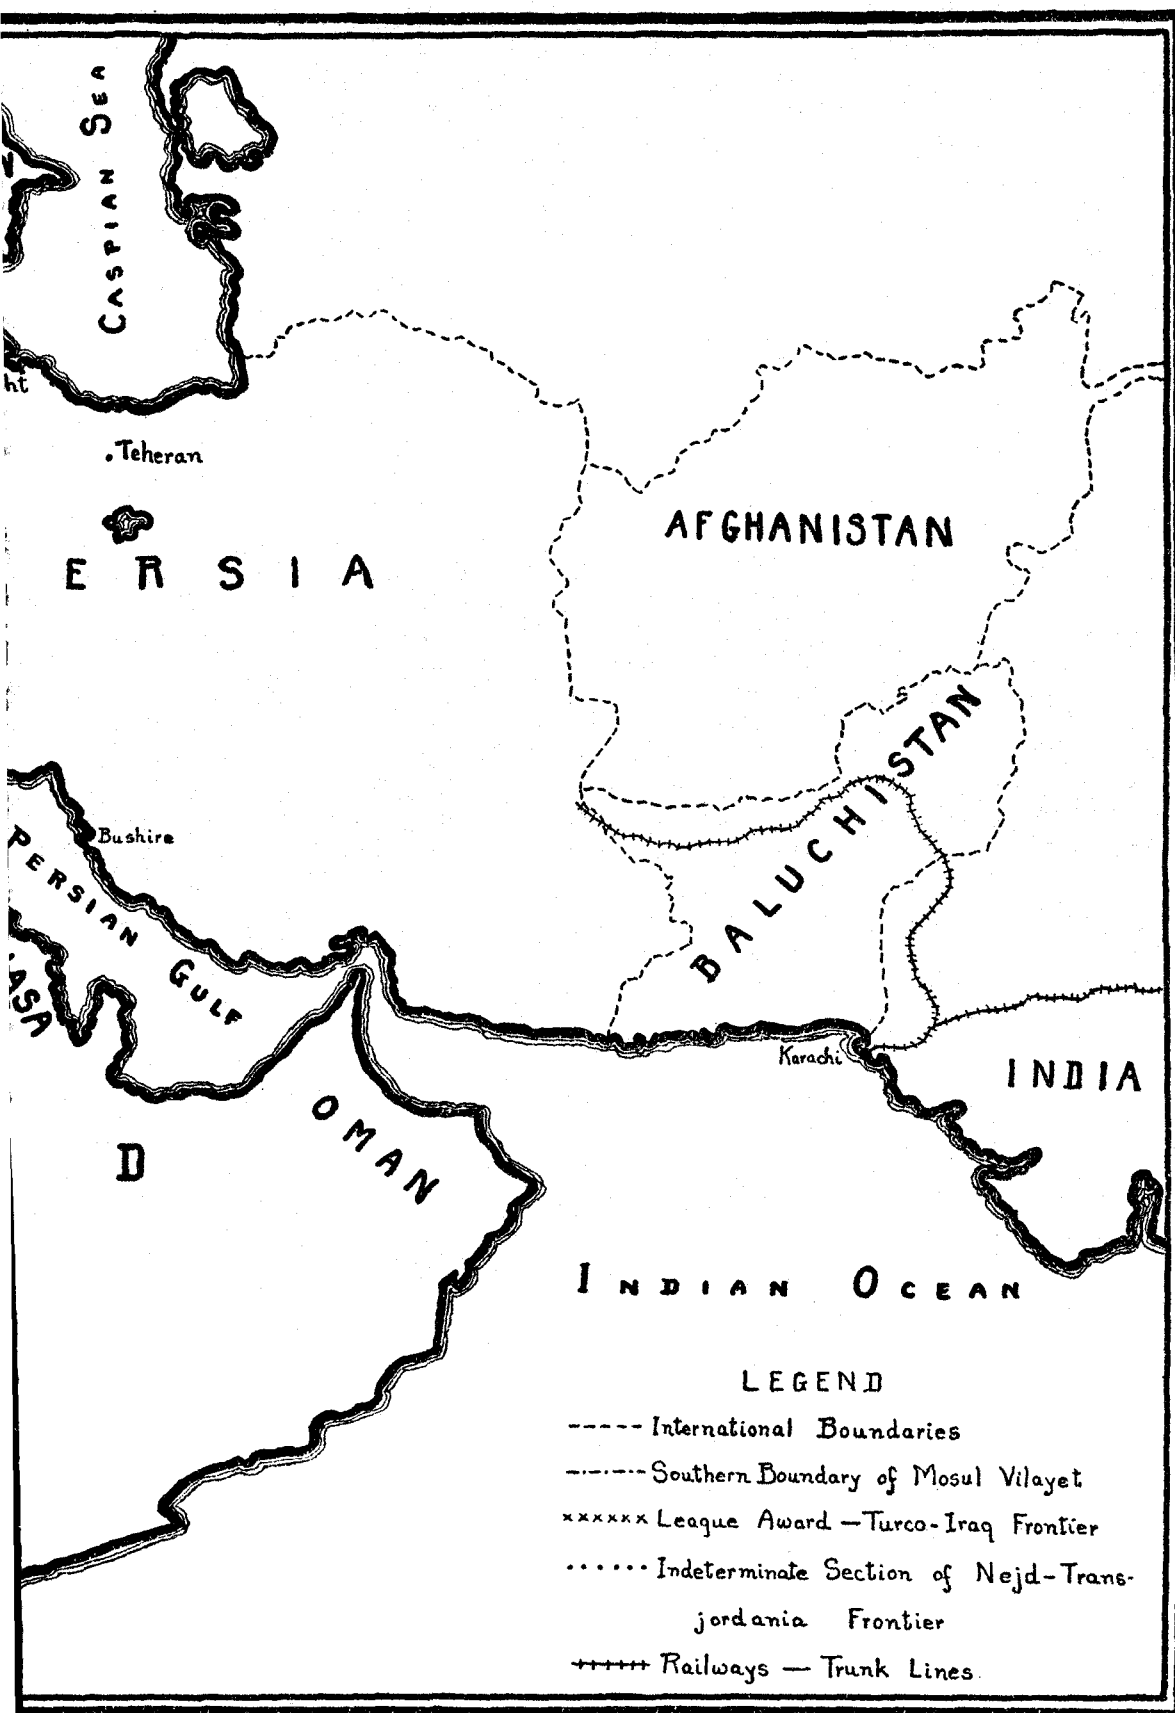 CASPIAN SEA
ht
Teheran
ERSIA
AFGHANISTAN
BALUCHISTAN
Bushire
PERSIAN GULF
ASA
Karachi
INDIA
OMAN
D
INDIAN OCEAN
LEGEND
International Boundaries
Southern Boundary of Mosul Vilayet
League Award — Turco-Iraq Frontier
Indeterminate Section of Nejd-Trans-
jordania Frontier
Railways — Trunk Lines